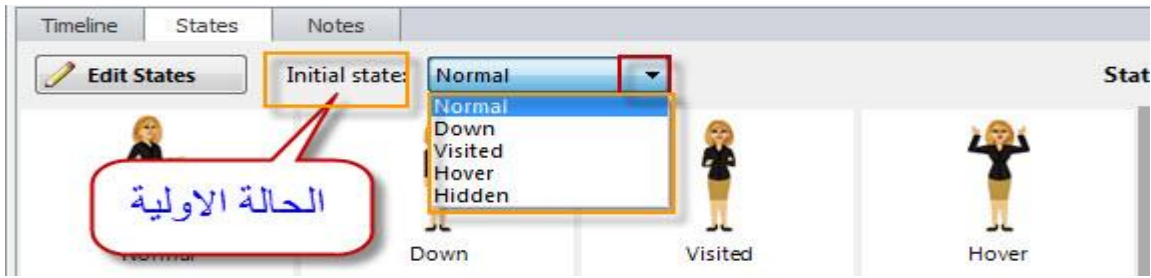 Timeline States Notes
Edit States Initial state: Normal Stat
Normal
Down
Visited
Hover
Hidden
الحالة الاولية
Normal Down Visited Hover